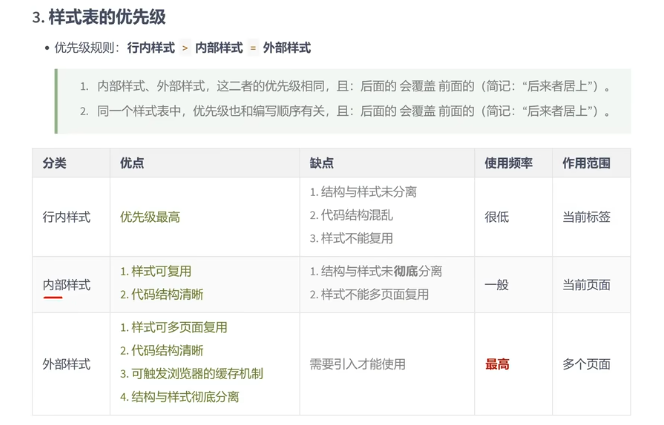 3. 样式表的优先级
• 优先级规则：行内样式 > 内部样式 = 外部样式
1. 内部样式、外部样式，这二者的优先级相同，且：后面的 会覆盖 前面的（简记：“后来者居上”）。
2. 同一个样式表中，优先级也和编写顺序有关，且：后面的 会覆盖 前面的（简记：“后来者居上”）。
分类 优点 缺点 使用频率 作用范围
行内样式 优先级最高 1. 结构与样式未分离 很低 当前标签
2. 代码结构混乱
3. 样式不能复用
内部样式 1. 样式可复用 1. 结构与样式未彻底分离 一般 当前页面
2. 代码结构清晰 2. 样式不能多页面复用
外部样式 1. 样式可多页面复用 需要引入才能使用 最高 多个页面
2. 代码结构清晰
3. 可触发浏览器的缓存机制
4. 结构与样式彻底分离